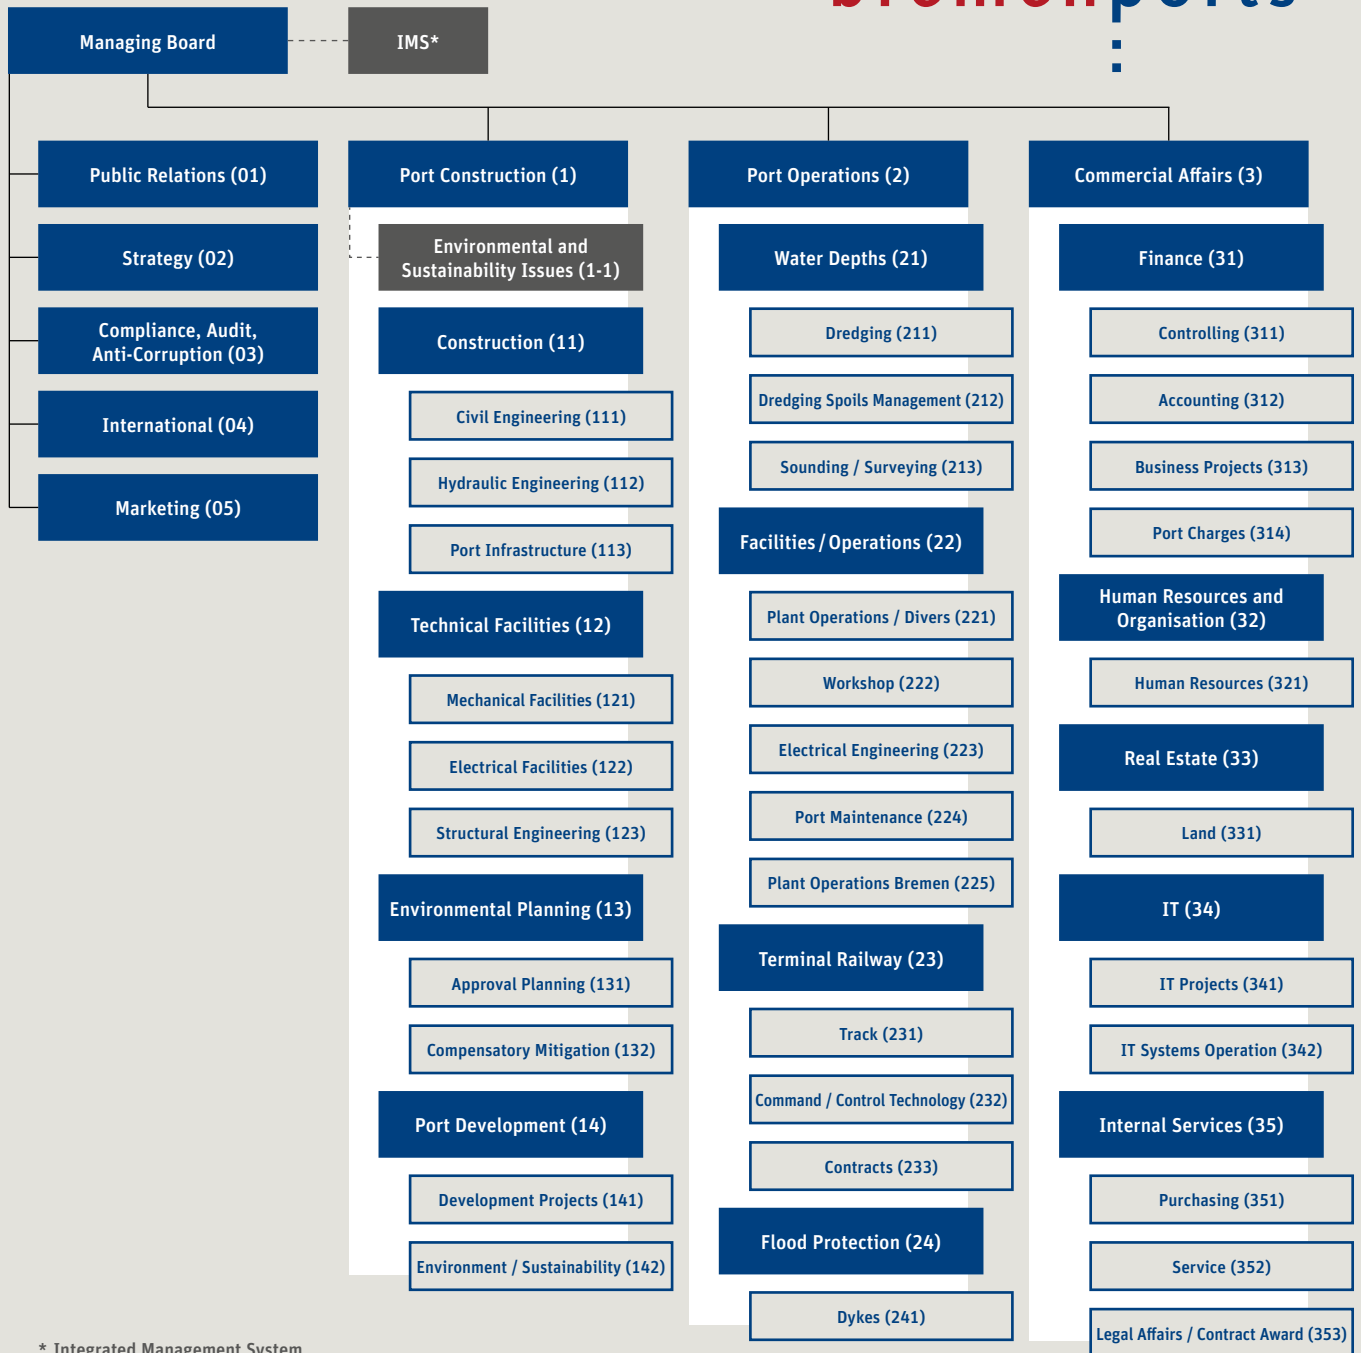 bremenports
Managing Board
IMS*
Public Relations (01)
Strategy (02)
Compliance, Audit,
Anti-Corruption (03)
International (04)
Marketing (05)
Port Construction (1)
Environmental and
Sustainability Issues (1-1)
Construction (11)
Civil Engineering (111)
Hydraulic Engineering (112)
Port Infrastructure (113)
Technical Facilities (12)
Mechanical Facilities (121)
Electrical Facilities (122)
Structural Engineering (123)
Environmental Planning (13)
Approval Planning (131)
Compensatory Mitigation (132)
Port Development (14)
Development Projects (141)
Environment / Sustainability (142)
Port Operations (2)
Water Depths (21)
Dredging (211)
Dredging Spoils Management (212)
Sounding / Surveying (213)
Facilities / Operations (22)
Plant Operations / Divers (221)
Workshop (222)
Electrical Engineering (223)
Port Maintenance (224)
Plant Operations Bremen (225)
Terminal Railway (23)
Track (231)
Command / Control Technology (232)
Contracts (233)
Flood Protection (24)
Dykes (241)
Commercial Affairs (3)
Finance (31)
Controlling (311)
Accounting (312)
Business Projects (313)
Port Charges (314)
Human Resources and
Organisation (32)
Human Resources (321)
Real Estate (33)
Land (331)
IT (34)
IT Projects (341)
IT Systems Operation (342)
Internal Services (35)
Purchasing (351)
Service (352)
Legal Affairs / Contract Award (353)
* Integrated Management System